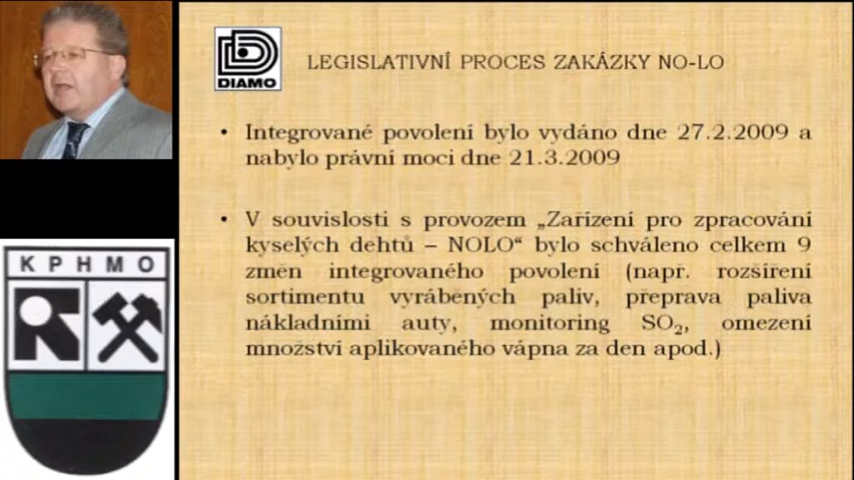 DIAMO
LEGISLATIVNÍ PROCES ZAKÁZKY NO-LO
• Integrované povolení bylo vydáno dne 27.2.2009 a
nabylo právní moci dne 21.3.2009
• V souvislosti s provozem „Zařízení pro zpracování
kyselých dehtů – NOLO“ bylo schváleno celkem 9
změn integrovaného povolení (např. rozšíření
sortimentu vyráběných paliv, přeprava paliva
nákladními auty, monitoring SO₂, omezení
množství aplikovaného vápna za den apod.)
KPHMO